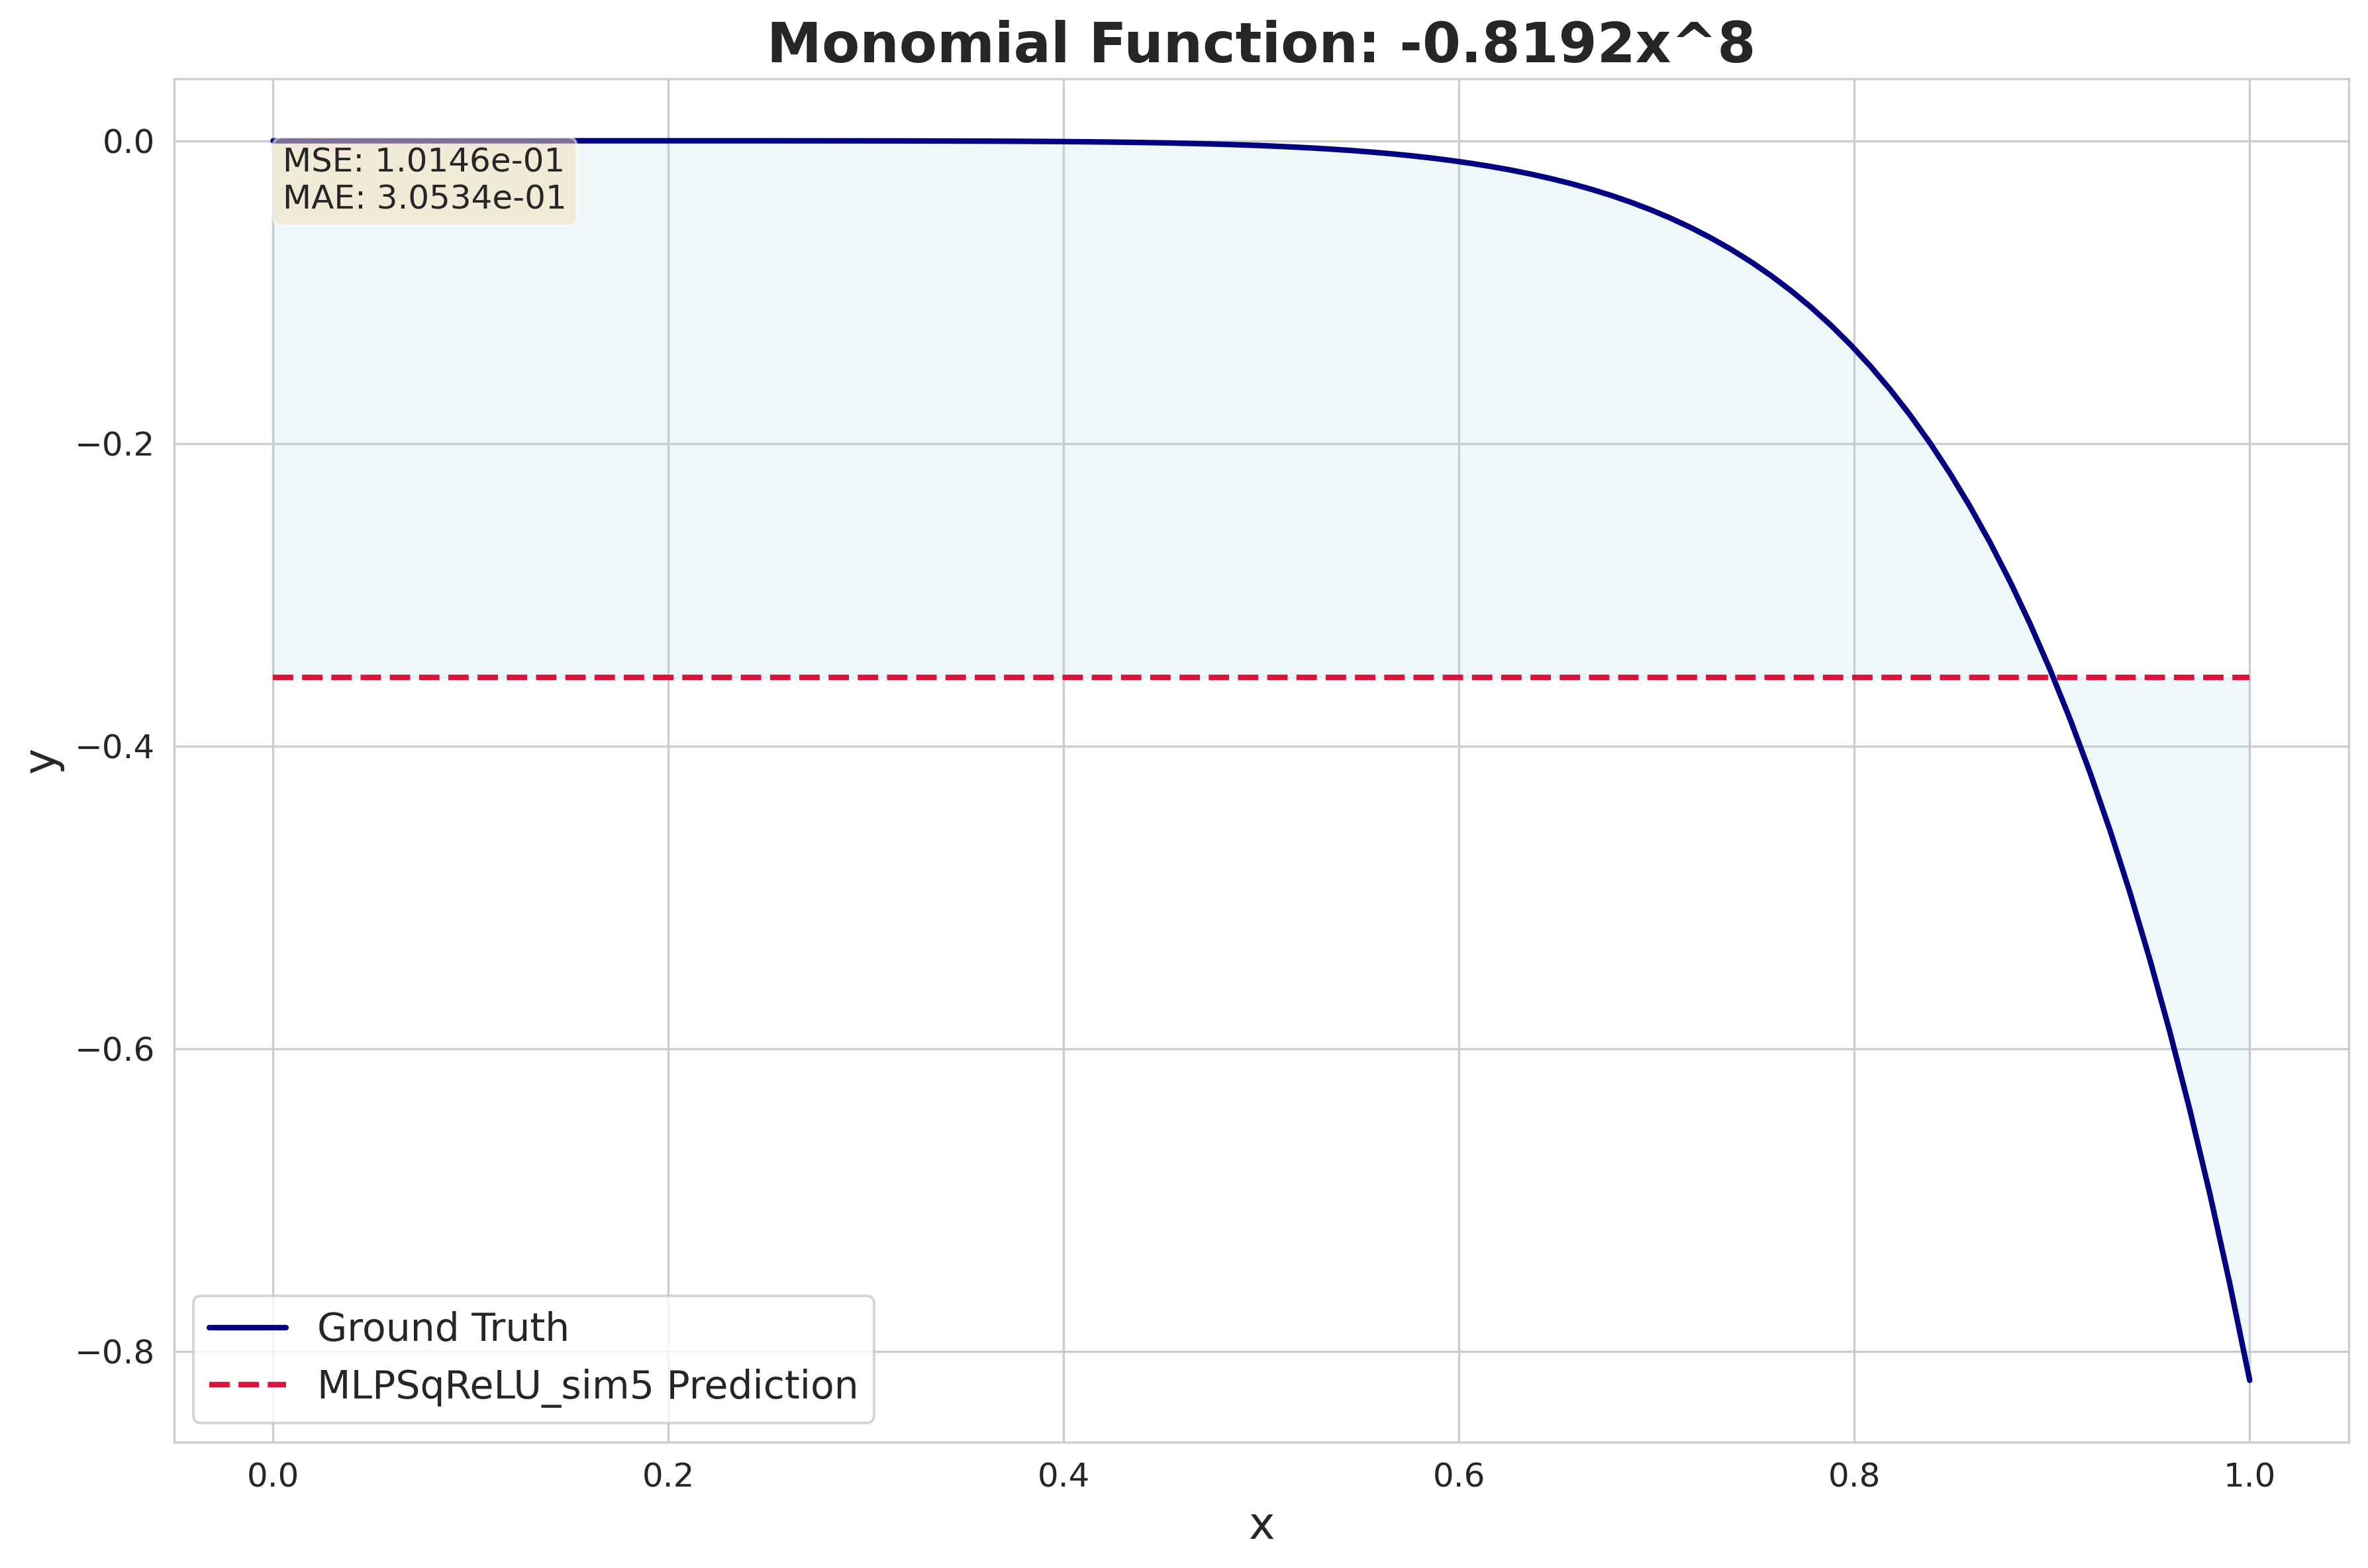 Monomial Function: -0.8192x^8
MSE: 1.0146e-01
MAE: 3.0534e-01
0.0
−0.2
−0.4
−0.6
−0.8
y
Ground Truth
MLPSqReLU_sim5 Prediction
0.0 0.2 0.4 0.6 0.8 1.0
x